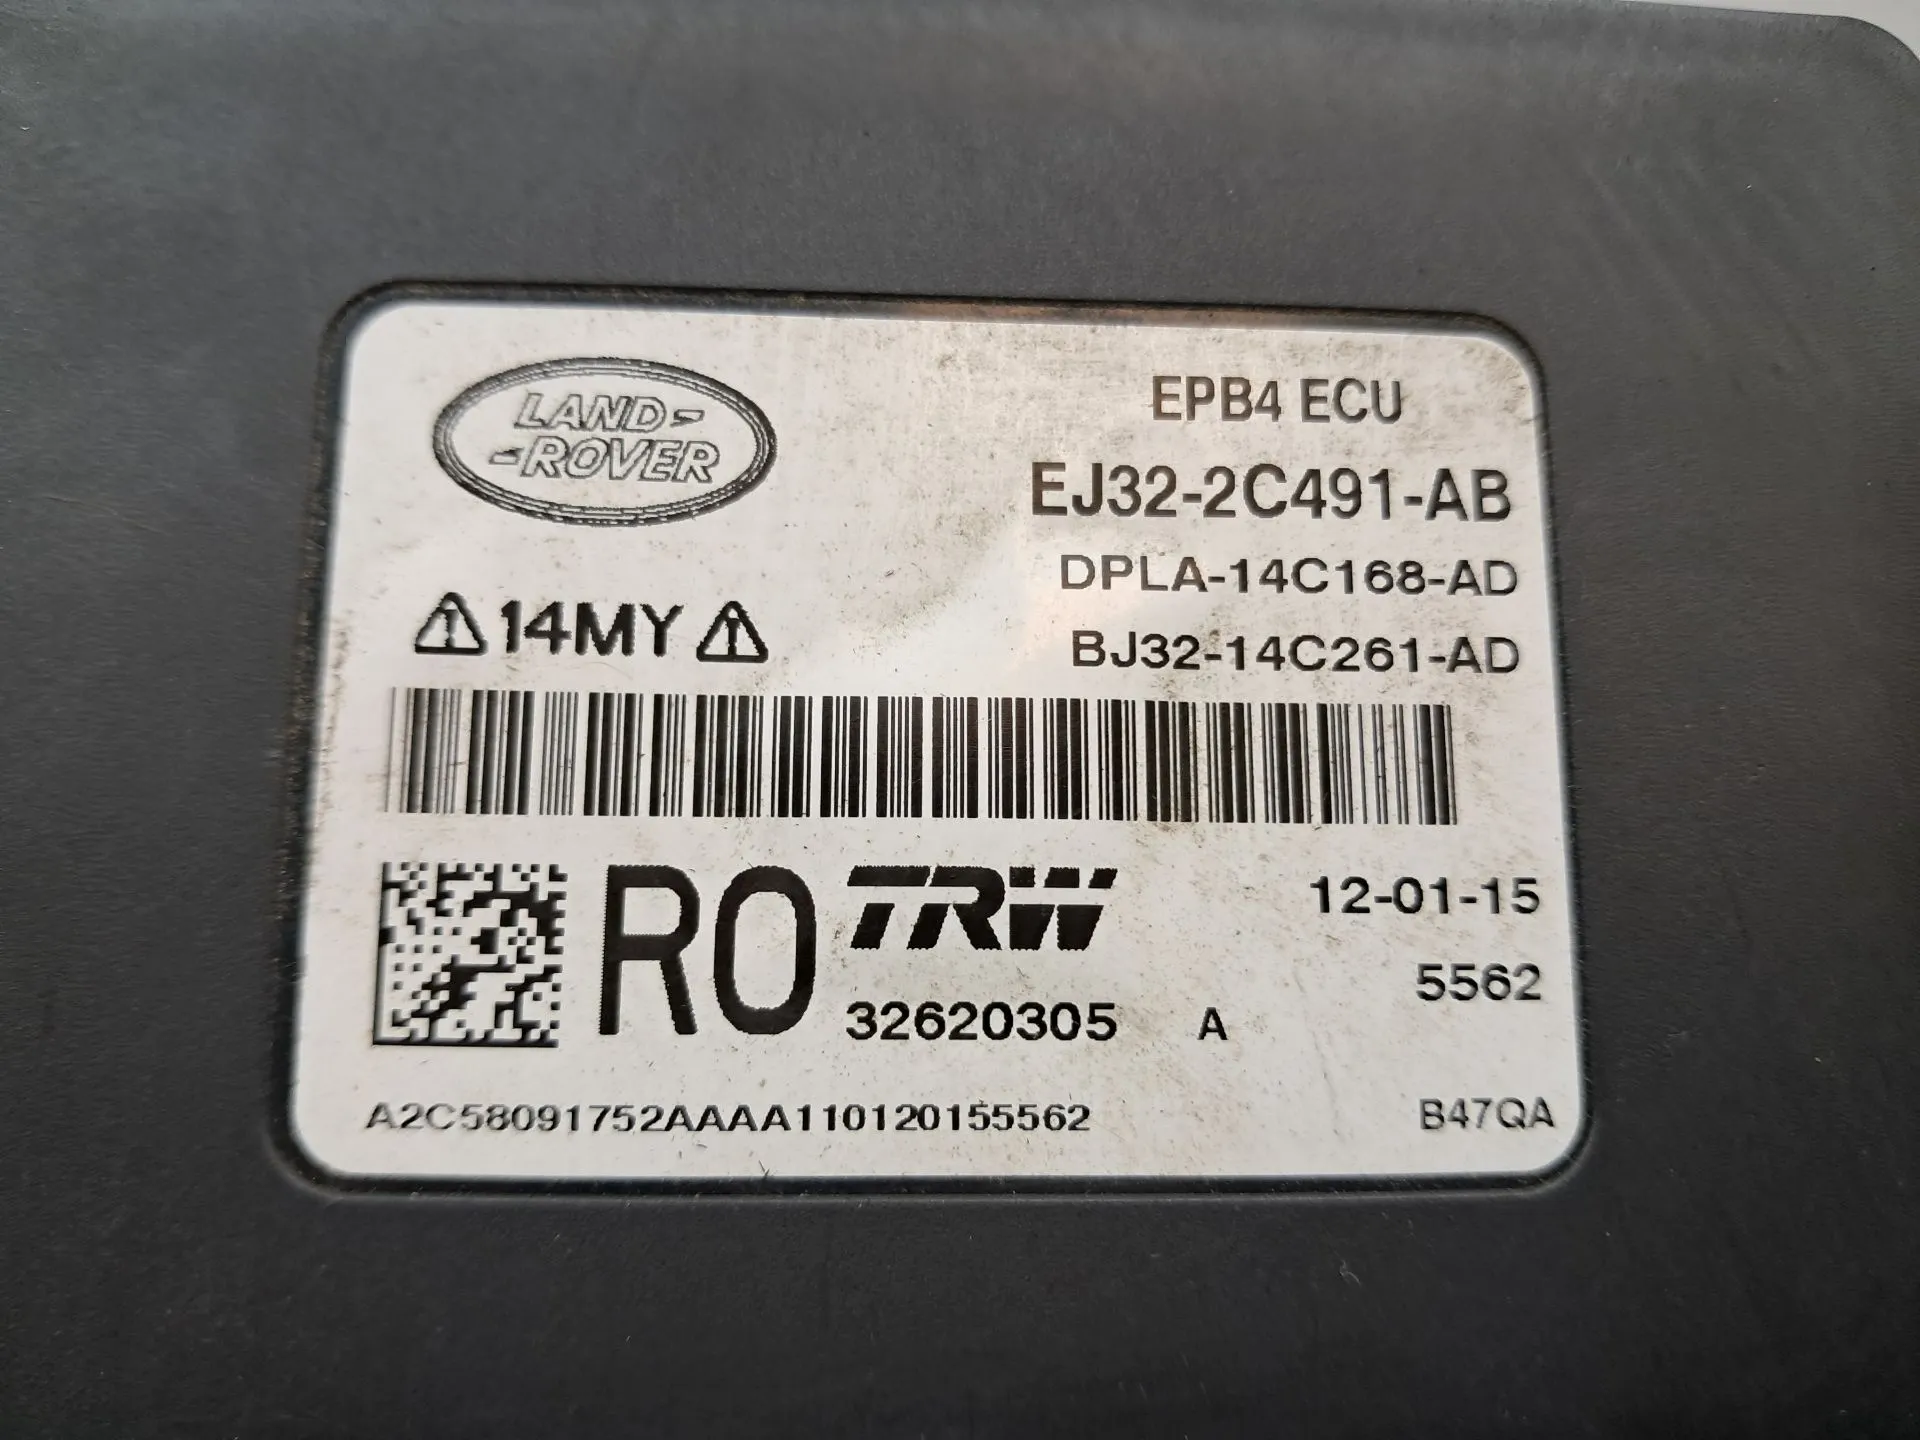 LAND-
-ROVER
EPB4 ECU
EJ32-2C491-AB
DPLA-14C168-AD
14MY
BJ32-14C261-AD
RO
TRW
12-01-15
5562
32620305 A
A2C58091752AAAA110120155562
B47QA